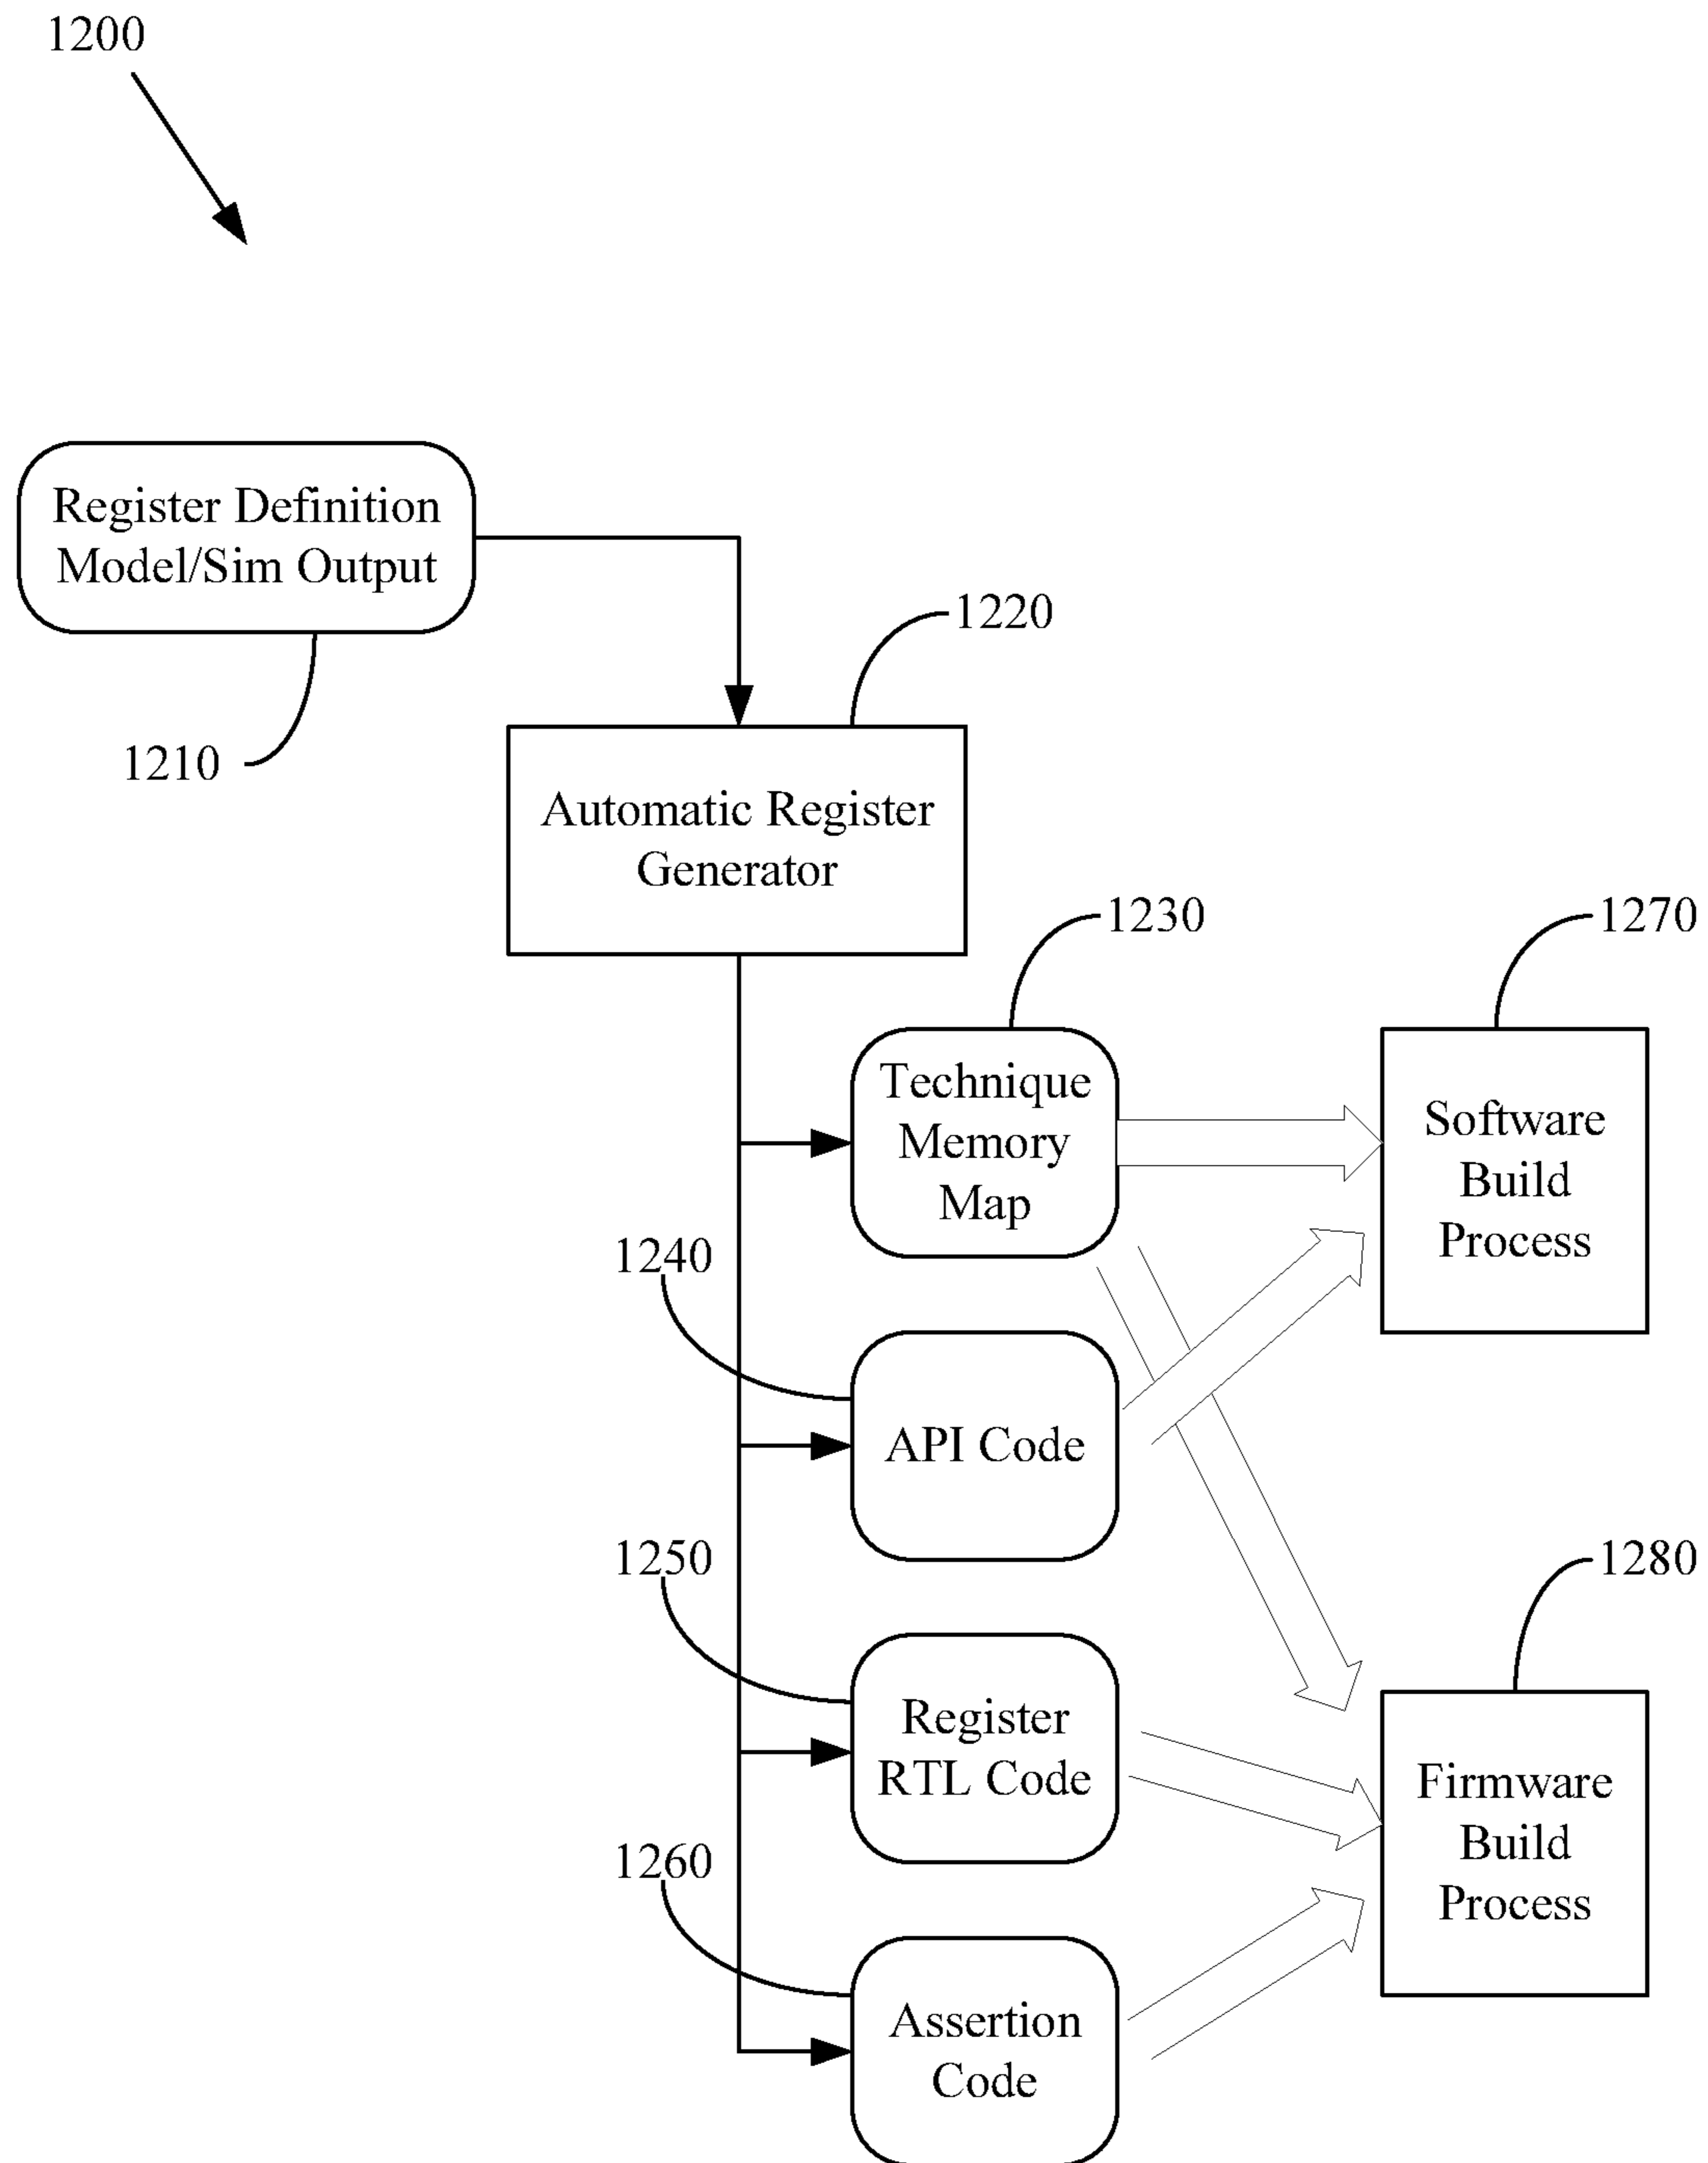 1200
Register Definition
Model/Sim Output
1220
1210
Automatic Register
Generator
1230
1270
Technique
Memory
Map
Software
Build
Process
1240
API Code
1250
1280
Register
RTL Code
Firmware
Build
Process
1260
Assertion
Code